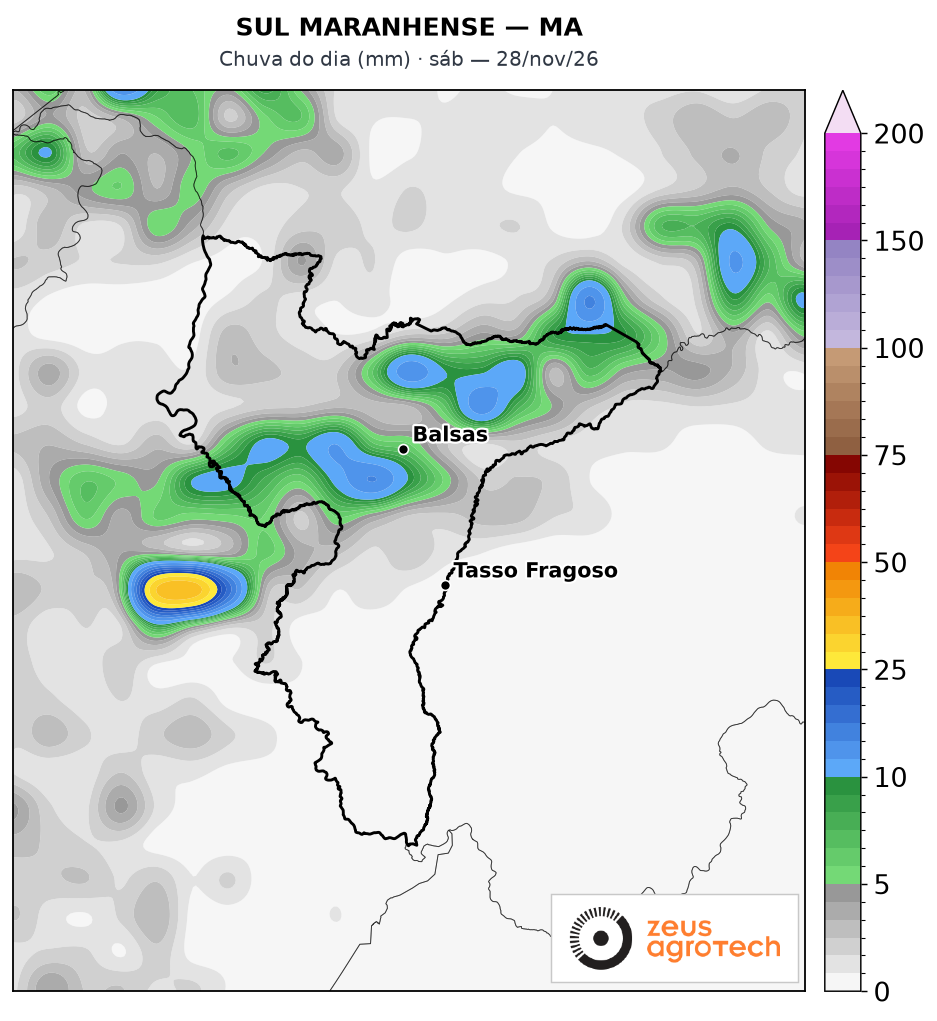 SUL MARANHENSE — MA
Chuva do dia (mm) · sáb — 28/nov/26
200
150
100
75
50
25
10
5
0
Balsas
Tasso Fragoso
zeus
agrotech